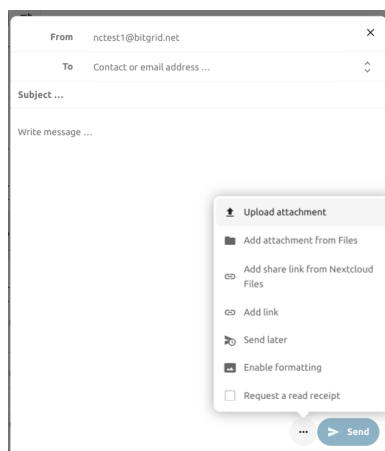 From nctest1@bitgrid.net
To Contact or email address ...
Subject ...
Write message ...
Upload attachment
Add attachment from Files
Add share link from Nextcloud
Files
Add link
Send later
Enable formatting
Request a read receipt
... Send